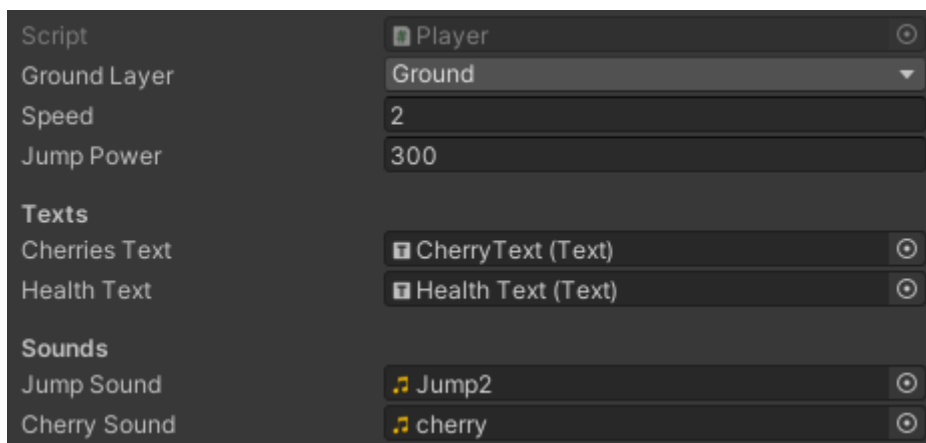 Script Player
Ground Layer Ground
Speed 2
Jump Power 300
Texts
Cherries Text CherryText (Text)
Health Text Health Text (Text)
Sounds
Jump Sound Jump2
Cherry Sound cherry